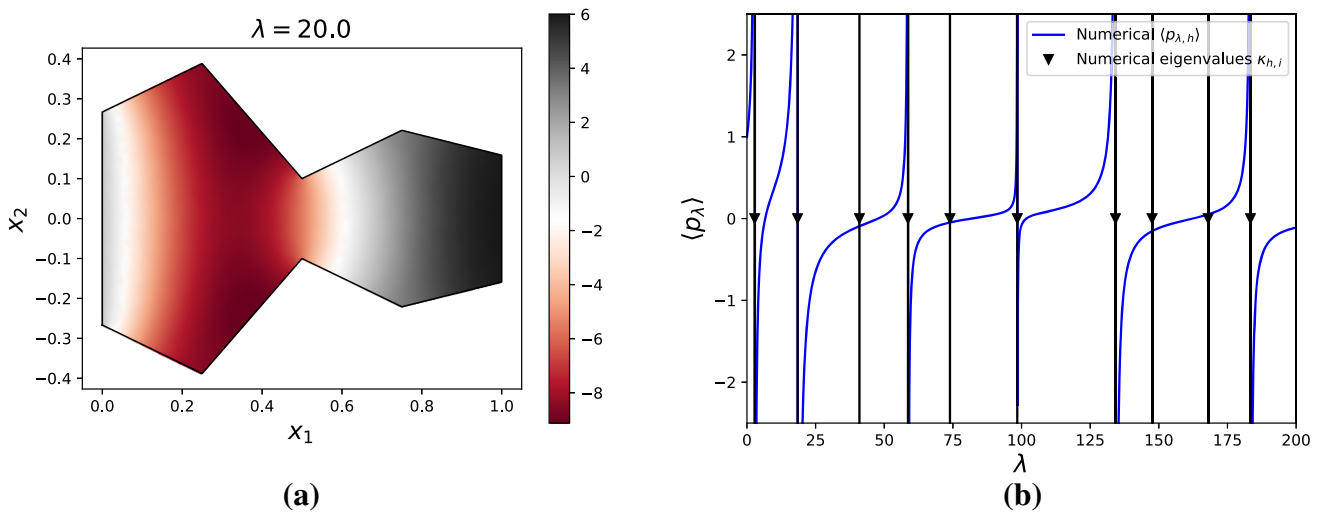 λ = 20.0
0.4
0.3
0.2
0.1
0.0
−0.1
−0.2
−0.3
−0.4
x₂
0.0 0.2 0.4 0.6 0.8 1.0
x₁
6
4
2
0
−2
−4
−6
−8
(a)
Numerical ⟨pλ,h⟩
Numerical eigenvalues κh,i
2
1
0
−1
−2
⟨pλ⟩
0 25 50 75 100 125 150 175 200
λ
(b)